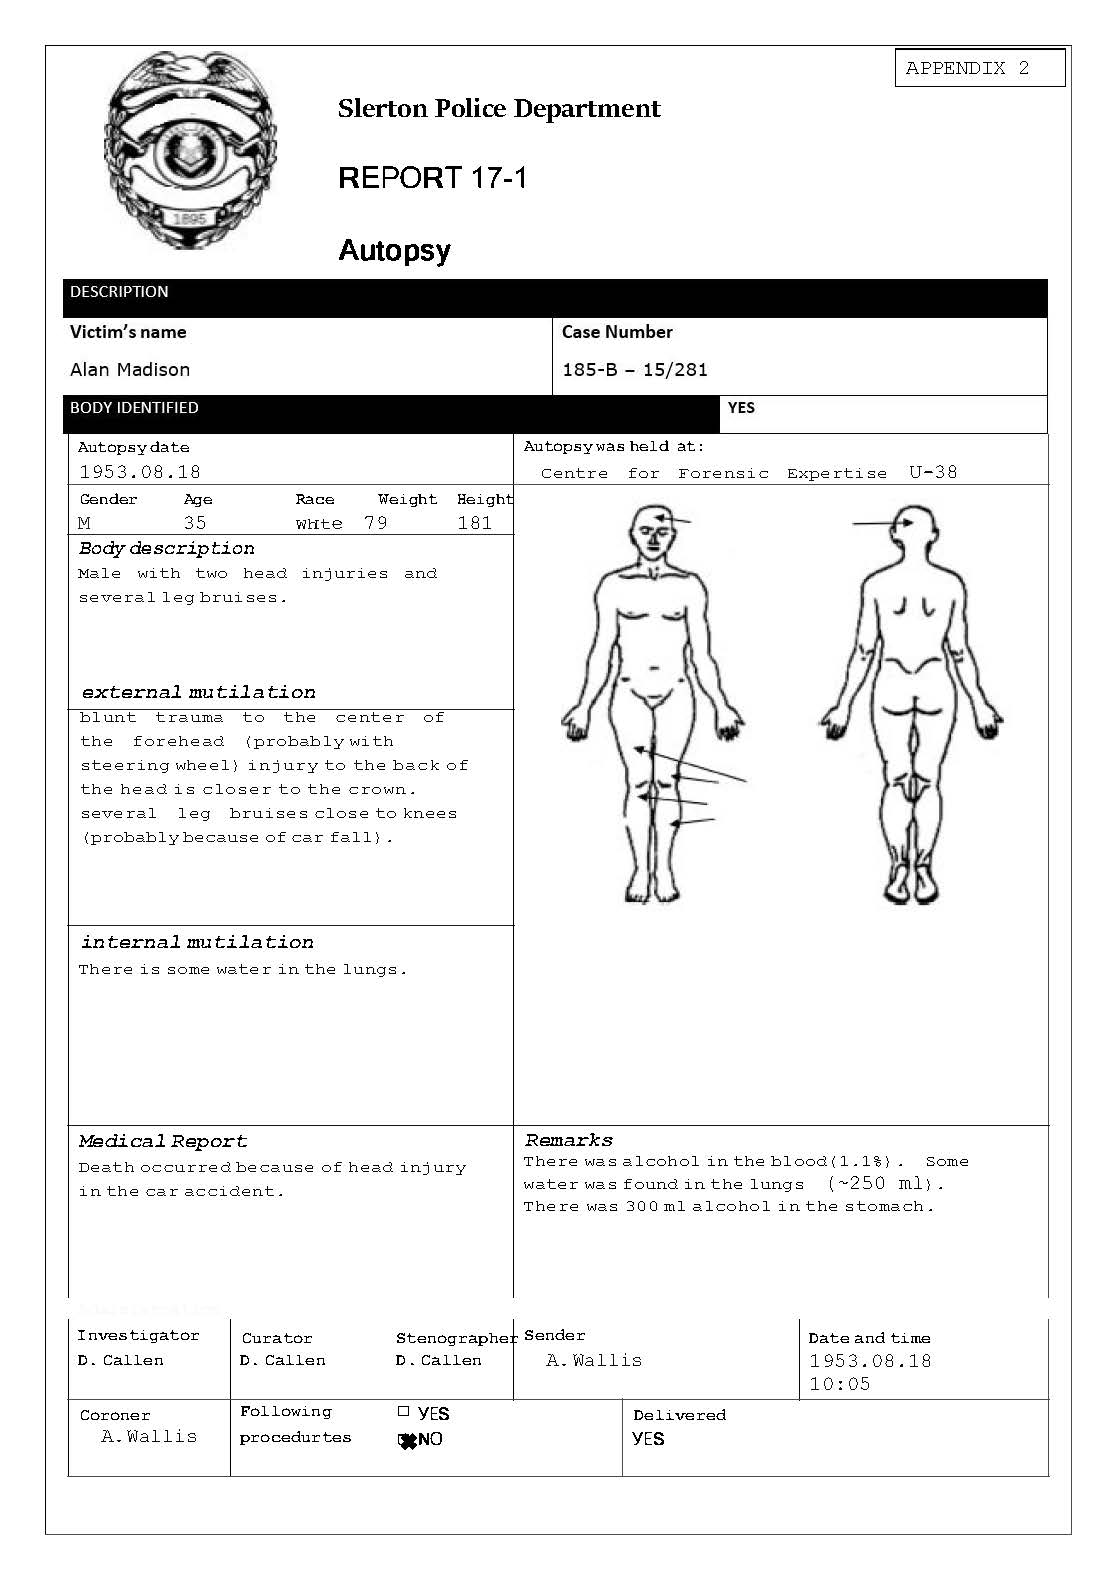 APPENDIX 2
Slerton Police Department
REPORT 17-1
1895
Autopsy
DESCRIPTION
Victim's name
Case Number
Alan Madison
185-B – 15/281
BODY IDENTIFIED
YES
Autopsy date
1953.08.18
Autopsy was held at:
Centre for Forensic Expertise U-38
Gender Age Race Weight Height
M 35 WHte 79 181
Body description
Male with two head injuries and
several leg bruises.
external mutilation
blunt trauma to the center of
the forehead (probably with
steering wheel) injury to the back of
the head is closer to the crown.
several leg bruises close to knees
(probably because of car fall).
internal mutilation
There is some water in the lungs.
Medical Report
Death occurred because of head injury
in the car accident.
Remarks
There was alcohol in the blood(1.1%). Some
water was found in the lungs (~250 ml).
There was 300 ml alcohol in the stomach.
Investigator
D. Callen
Curator
D. Callen
Stenographer
D. Callen
Sender
A.Wallis
Date and time
1953.08.18
10:05
Coroner
A.Wallis
Following
procedurtes
YES
NO
Delivered
YES